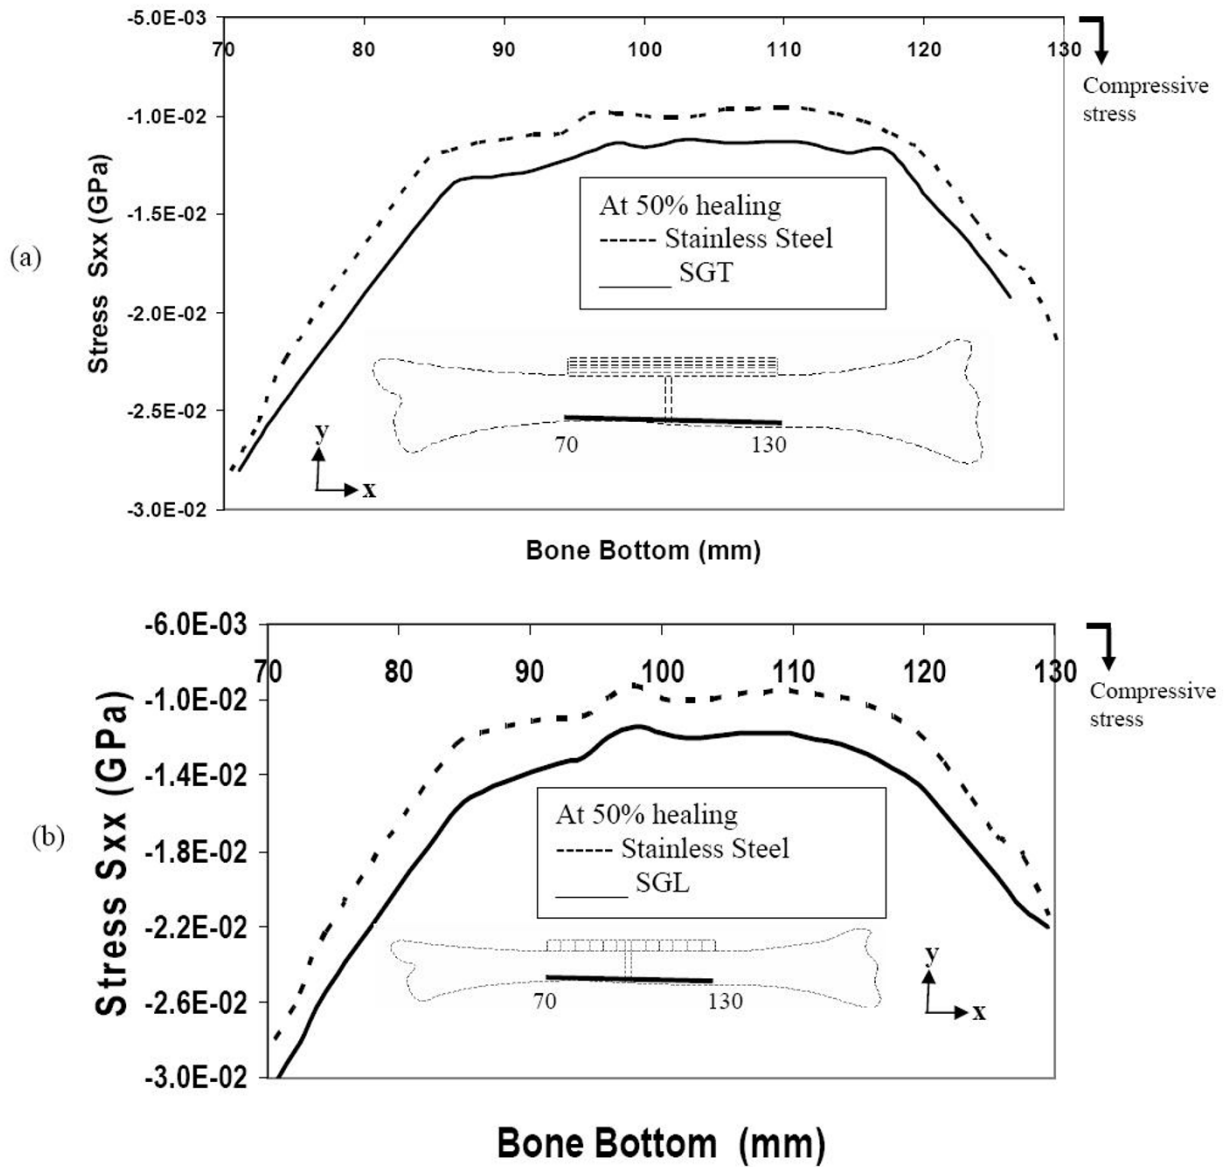 -5.0E-03
70 80 90 100 110 120 130
Compressive
stress
-1.0E-02
-1.5E-02
-2.0E-02
-2.5E-02
-3.0E-02
Stress Sxx (GPa)
(a)
At 50% healing
------ Stainless Steel
______ SGT
70 130
y
x
Bone Bottom (mm)
-6.0E-03
70 80 90 100 110 120 130
Compressive
stress
-1.0E-02
-1.4E-02
-1.8E-02
-2.2E-02
-2.6E-02
-3.0E-02
Stress Sxx (GPa)
(b)
At 50% healing
------ Stainless Steel
______ SGL
70 130
y
x
Bone Bottom (mm)